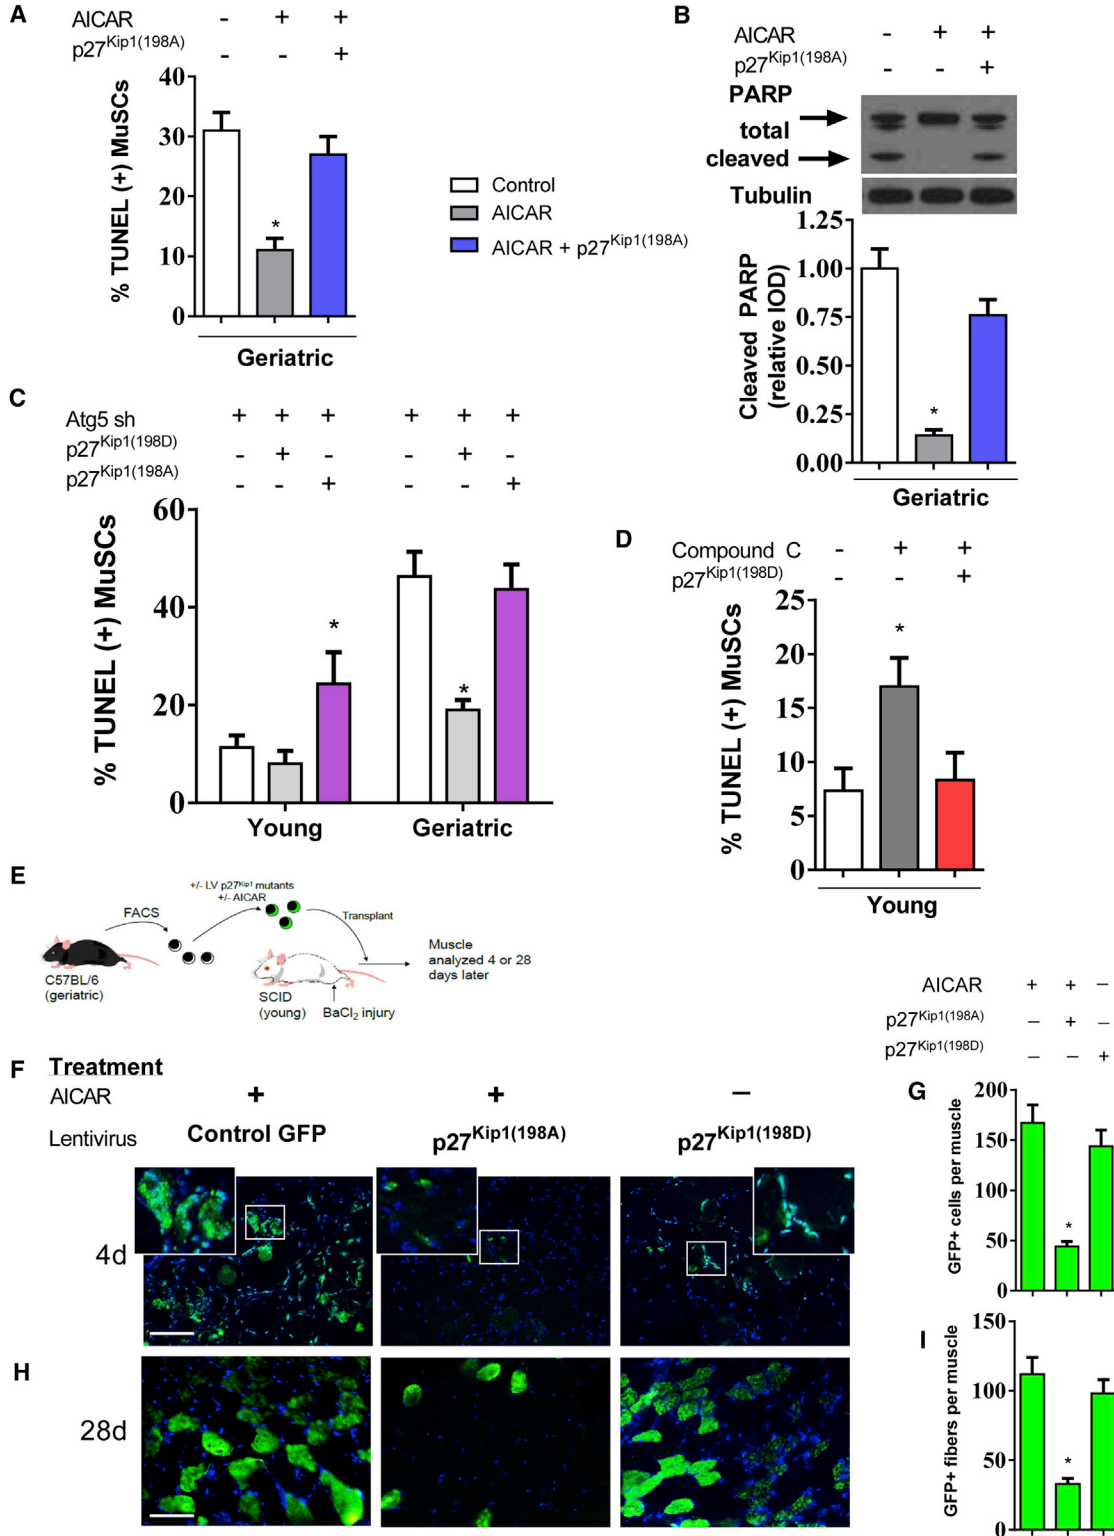 A
AICAR - + +
p27Kip1(198A) - - +
% TUNEL (+) MuSCs
40
30
20
10
0
*
Geriatric
Control
AICAR
AICAR + p27Kip1(198A)
B
AICAR - + +
p27Kip1(198A) - - +
PARP
total
cleaved
Tubulin
Cleaved PARP
(relative IOD)
1.25
1.00
0.75
0.50
0.25
0.00
*
Geriatric
C
Atg5 sh + + + + + +
p27Kip1(198D) - + - - + -
p27Kip1(198A) - - + - - +
% TUNEL (+) MuSCs
60
40
20
0
*
*
Young Geriatric
D
Compound C - + +
p27Kip1(198D) - - +
% TUNEL (+) MuSCs
25
20
15
10
5
0
*
Young
E
+/- LV p27Kip1 mutants
+/- AICAR
FACS
Transplant
C57BL/6
(geriatric)
SCID
(young)
BaCl2 injury
Muscle
analyzed 4 or 28
days later
F
Treatment
AICAR + + −
Lentivirus Control GFP p27Kip1(198A) p27Kip1(198D)
4d
H
28d
AICAR + + −
p27Kip1(198A) − + −
p27Kip1(198D) − − +
G
GFP+ cells per muscle
200
150
100
50
0
*
I
GFP+ fibers per muscle
150
100
50
0
*